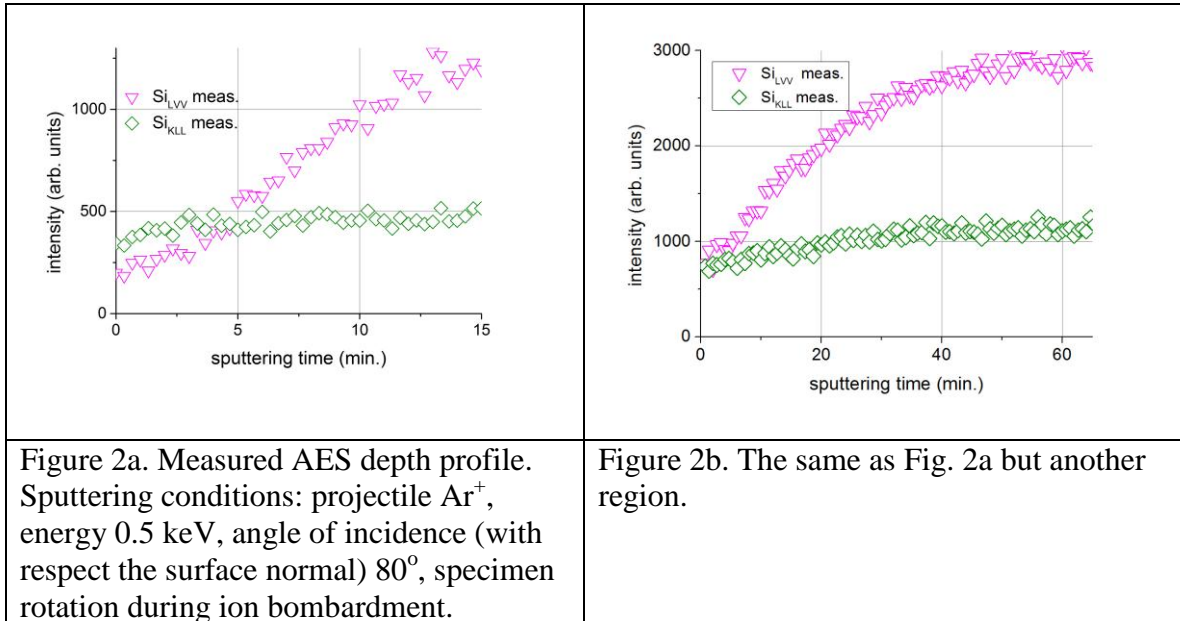 Si_LVV meas.
Si_KLL meas.
intensity (arb. units)
1000
500
0
0 5 10 15
sputtering time (min.)
Si_LVV meas.
Si_KLL meas.
intensity (arb. units)
3000
2000
1000
0
0 20 40 60
sputtering time (min.)
Figure 2a. Measured AES depth profile.
Sputtering conditions: projectile Ar⁺,
energy 0.5 keV, angle of incidence (with
respect the surface normal) 80°, specimen
rotation during ion bombardment.
Figure 2b. The same as Fig. 2a but another
region.